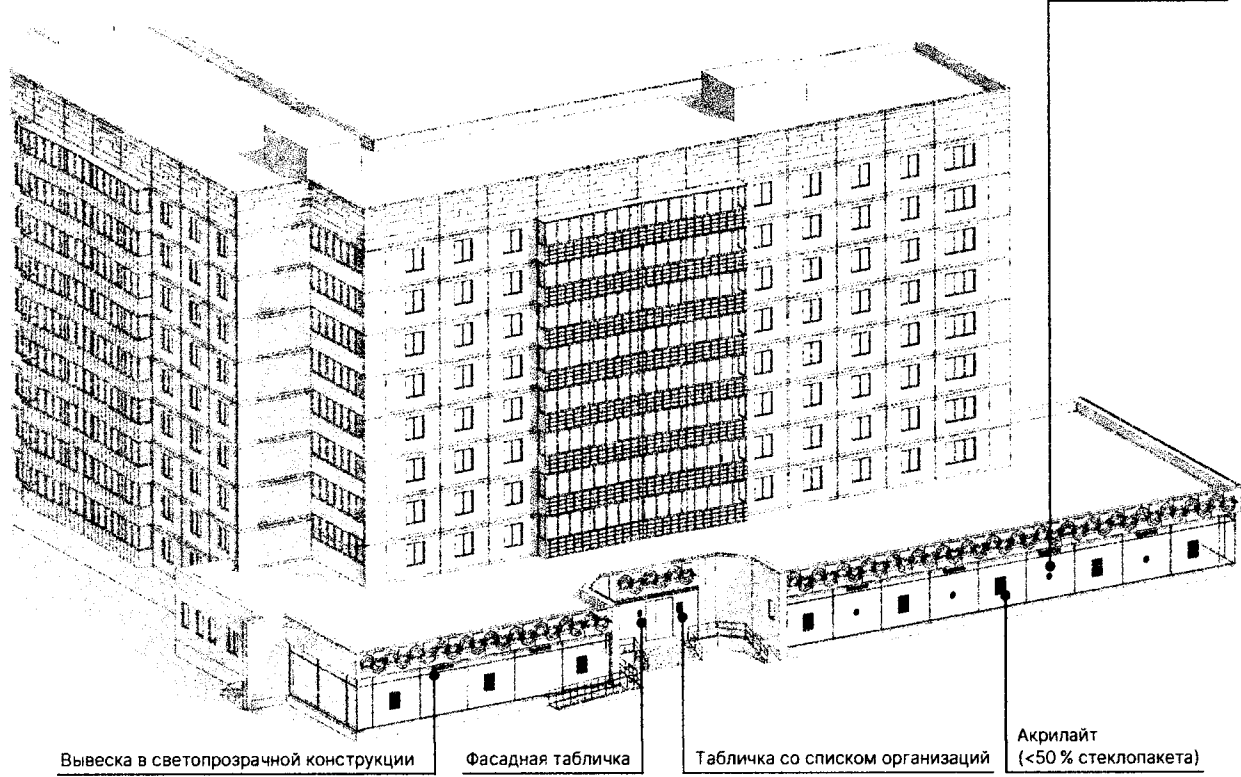 Вывеска в светопрозрачной конструкции
Фасадная табличка
Табличка со списком организаций
Акрилайт
(<50 % стеклопакета)